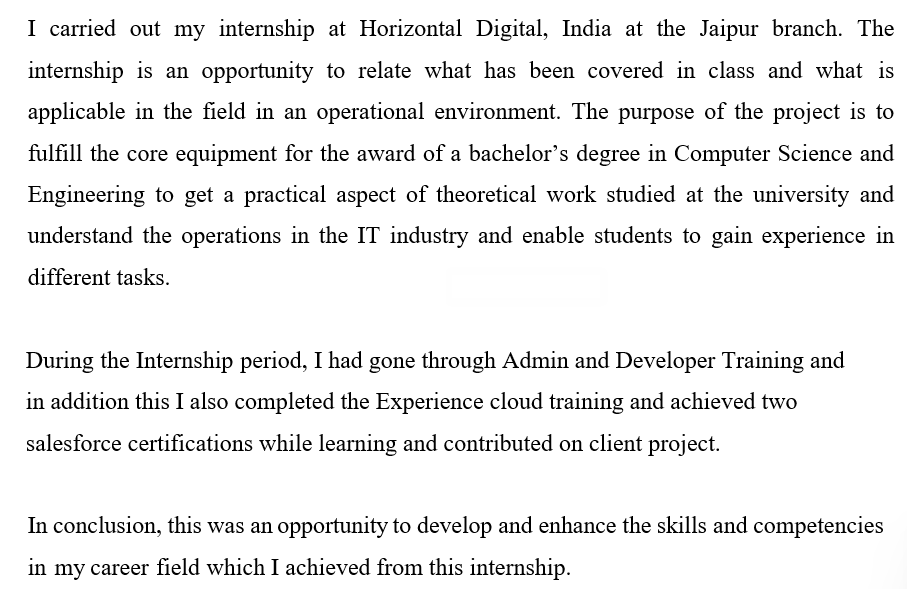 I carried out my internship at Horizontal Digital, India at the Jaipur branch. The
internship is an opportunity to relate what has been covered in class and what is
applicable in the field in an operational environment. The purpose of the project is to
fulfill the core equipment for the award of a bachelor’s degree in Computer Science and
Engineering to get a practical aspect of theoretical work studied at the university and
understand the operations in the IT industry and enable students to gain experience in
different tasks.
During the Internship period, I had gone through Admin and Developer Training and
in addition this I also completed the Experience cloud training and achieved two
salesforce certifications while learning and contributed on client project.
In conclusion, this was an opportunity to develop and enhance the skills and competencies
in my career field which I achieved from this internship.